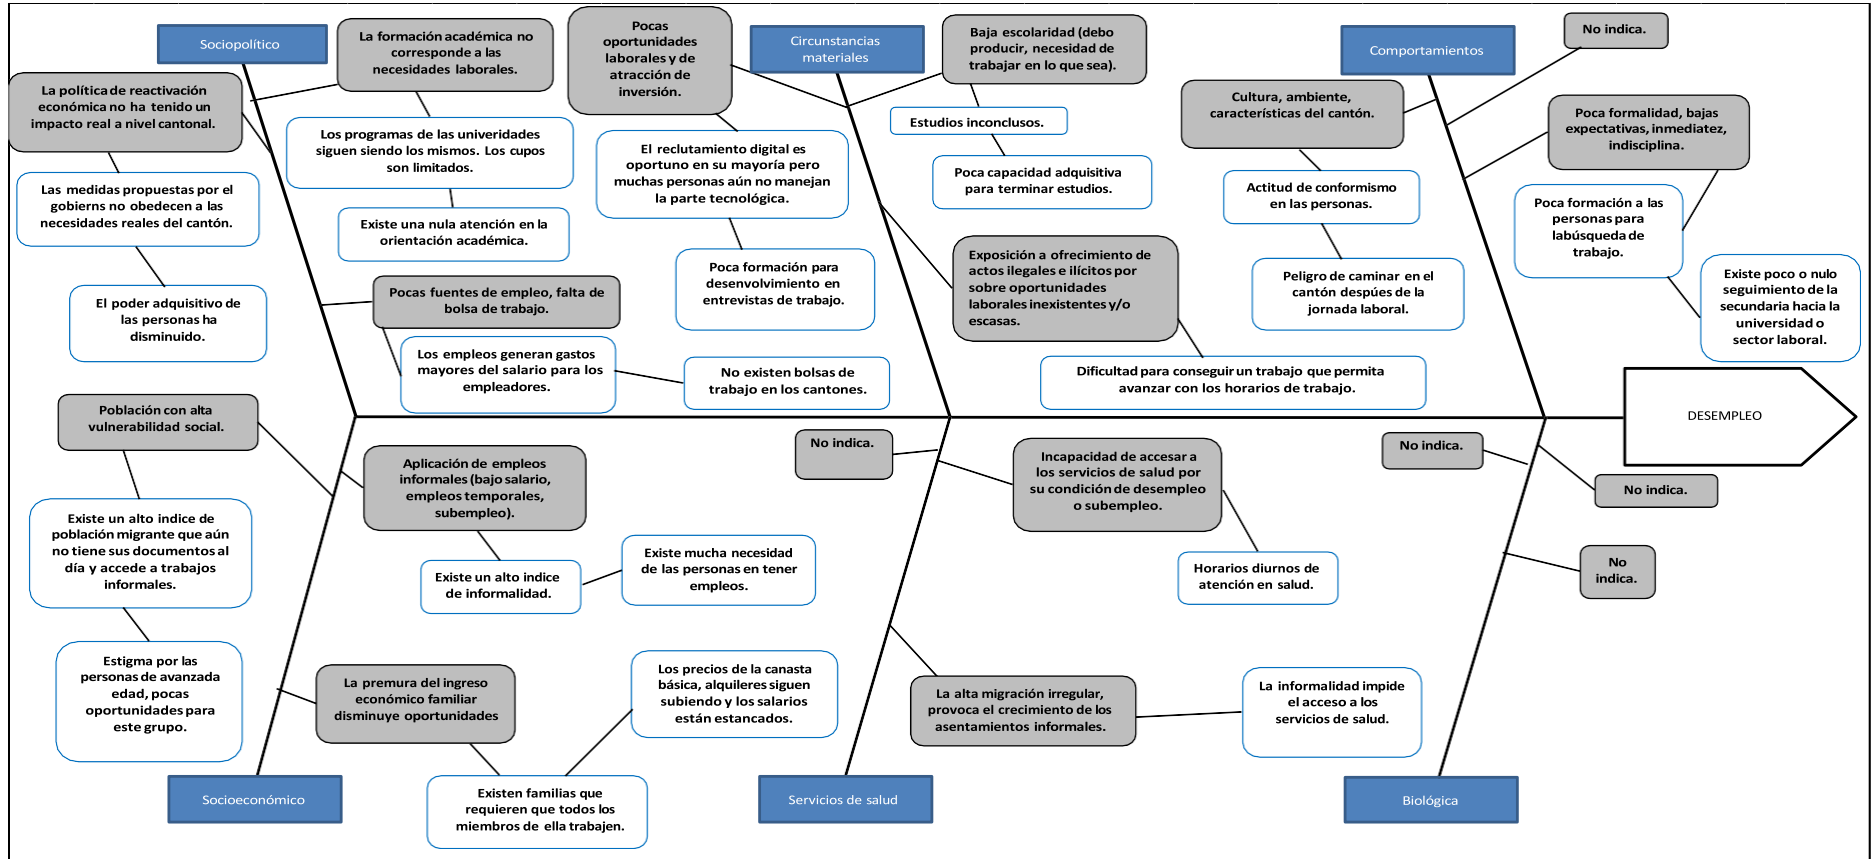 Sociopolítico
La política de reactivación
económica no ha tenido un
impacto real a nivel cantonal.
Las medidas propuestas por el
gobierns no obedecen a las
necesidades reales del cantón.
El poder adquisitivo de
las personas ha
disminuido.
La formación académica no
corresponde a las
necesidades laborales.
Los programas de las univeridades
siguen siendo los mismos. Los cupos
son limitados.
Existe una nula atención en la
orientación académica.
Pocas fuentes de empleo, falta de
bolsa de trabajo.
Los empleos generan gastos
mayores del salario para los
empleadores.
No existen bolsas de
trabajo en los cantones.
Circunstancias
materiales
Pocas
oportunidades
laborales y de
atracción de
inversión.
El reclutamiento digital es
oportuno en su mayoría pero
muchas personas aún no manejan
la parte tecnológica.
Poca formación para
desenvolvimiento en
entrevistas de trabajo.
Baja escolaridad (debo
producir, necesidad de
trabajar en lo que sea).
Estudios inconclusos.
Poca capacidad adquisitiva
para terminar estudios.
Exposición a ofrecimiento de
actos ilegales e ilícitos por
sobre oportunidades
laborales inexistentes y/o
escasas.
Dificultad para conseguir un trabajo que permita
avanzar con los horarios de trabajo.
Comportamientos
No indica.
Cultura, ambiente,
características del cantón.
Actitud de conformismo
en las personas.
Peligro de caminar en el
cantón despúes de la
jornada laboral.
Poca formalidad, bajas
expectativas, inmediatez,
indisciplina.
Poca formación a las
personas para
labúsqueda de
trabajo.
Existe poco o nulo
seguimiento de la
secundaria hacia la
universidad o
sector laboral.
DESEMPLEO
Población con alta
vulnerabilidad social.
Existe un alto indice de
población migrante que aún
no tiene sus documentos al
día y accede a trabajos
informales.
Estigma por las
personas de avanzada
edad, pocas
oportunidades para
este grupo.
Aplicación de empleos
informales (bajo salario,
empleos temporales,
subempleo).
Existe un alto indice
de informalidad.
Existe mucha necesidad
de las personas en tener
empleos.
La premura del ingreso
económico familiar
disminuye oportunidades
Existen familias que
requieren que todos los
miembros de ella trabajen.
Los precios de la canasta
básica, alquileres siguen
subiendo y los salarios
están estancados.
Socioeconómico
No indica.
Incapacidad de accesar a
los servicios de salud por
su condición de desempleo
o subempleo.
Horarios diurnos de
atención en salud.
La alta migración irregular,
provoca el crecimiento de los
asentamientos informales.
La informalidad impide
el acceso a los
servicios de salud.
Servicios de salud
No indica.
No indica.
No
indica.
Biológica